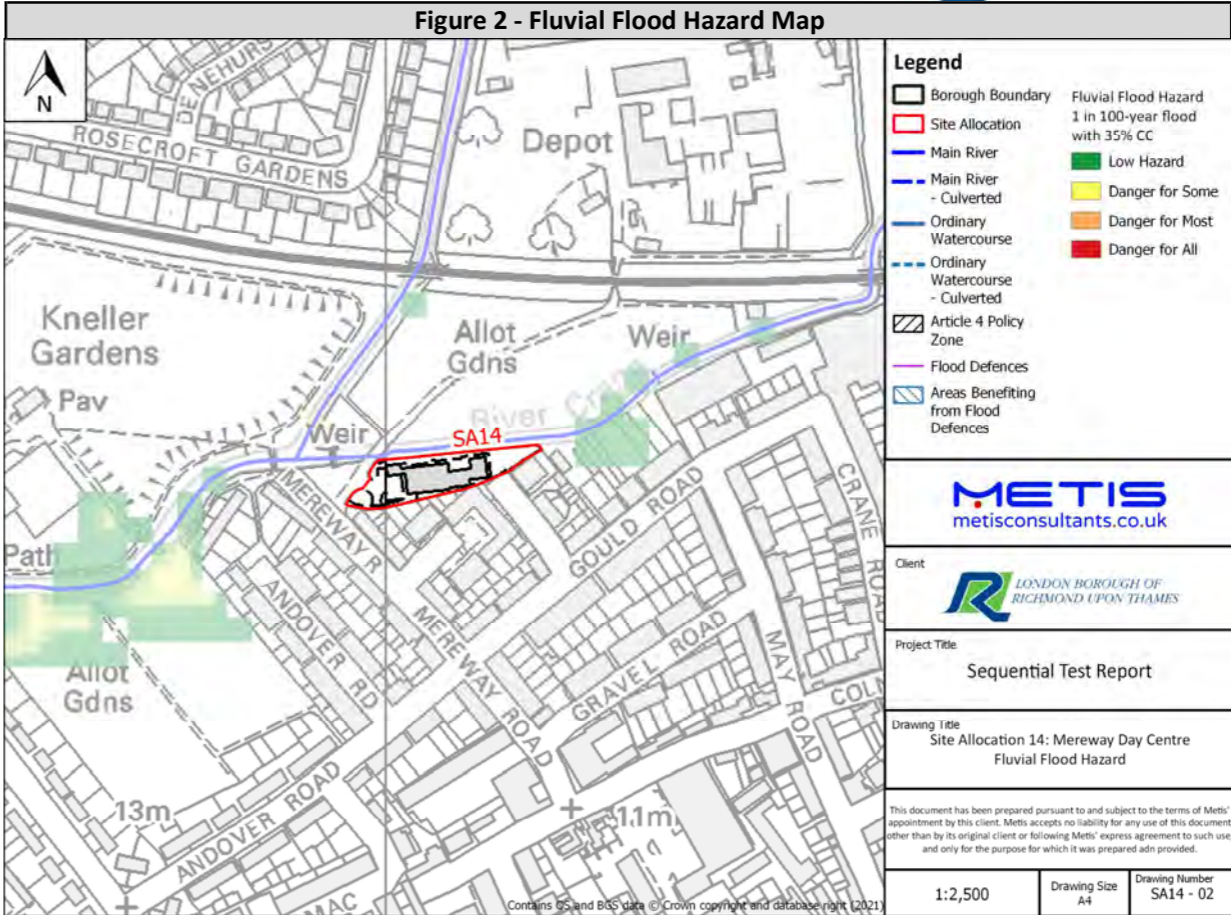 Figure 2 - Fluvial Flood Hazard Map
N
DENEHURS
ROSECROFT GARDENS
Depot
Kneller
Gardens
Pav
Allot
Gdns
Weir
River Crane
Weir
SA14
Path
MEREWAY R
GOULD ROAD
CRANE ROAD
ANDOVER RD
MEREWAY ROAD
GRAVEL ROAD
MAY ROAD
COLN
Allot
Gdns
13m
11m
ANDOVER ROAD
MAC
Contains OS and BGS data © Crown copyright and database right (2021)
Legend
Borough Boundary
Site Allocation
Main River
Main River
- Culverted
Ordinary
Watercourse
Ordinary
Watercourse
- Culverted
Article 4 Policy
Zone
Flood Defences
Areas Benefiting
from Flood
Defences
Fluvial Flood Hazard
1 in 100-year flood
with 35% CC
Low Hazard
Danger for Some
Danger for Most
Danger for All
METIS
metisconsultants.co.uk
Client
LONDON BOROUGH OF
RICHMOND UPON THAMES
Project Title
Sequential Test Report
Drawing Title
Site Allocation 14: Mereway Day Centre
Fluvial Flood Hazard
This document has been prepared pursuant to and subject to the terms of Metis'
appointment by this client. Metis accepts no liability for any use of this document
other than by its original client or following Metis' express agreement to such use
and only for the purpose for which it was prepared adn provided.
1:2,500
Drawing Size
A4
Drawing Number
SA14 - 02